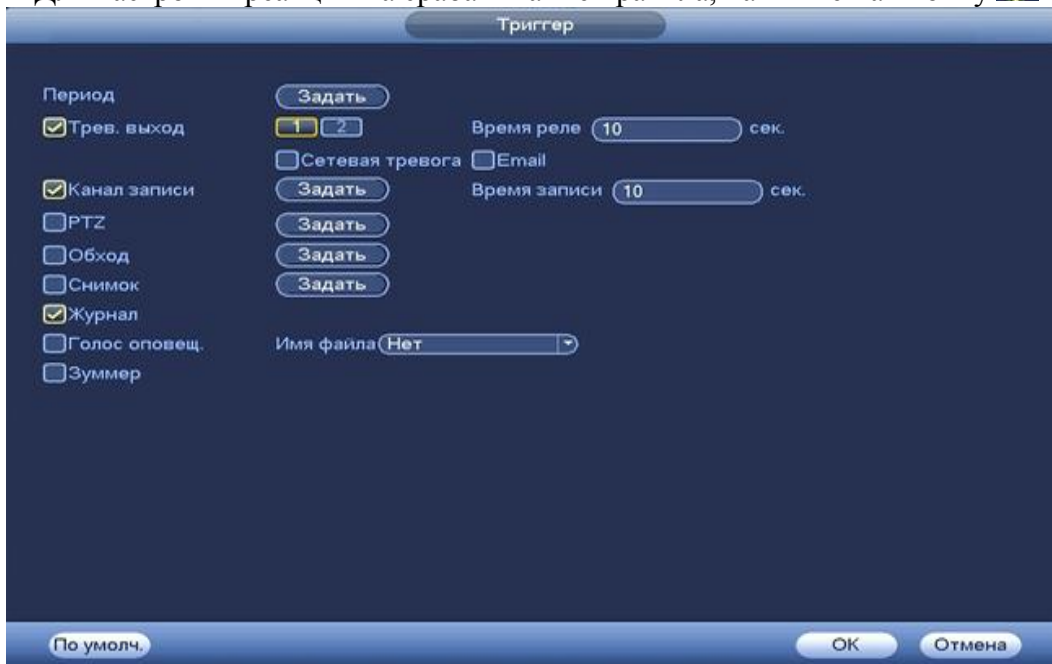 Триггер
Период Задать
Трев. выход 1 2 Время реле 10 сек.
Сетевая тревога Email
Канал записи Задать Время записи 10 сек.
PTZ Задать
Обход Задать
Снимок Задать
Журнал
Голос оповещ. Имя файла Нет
Зуммер
По умолч. OK Отмена